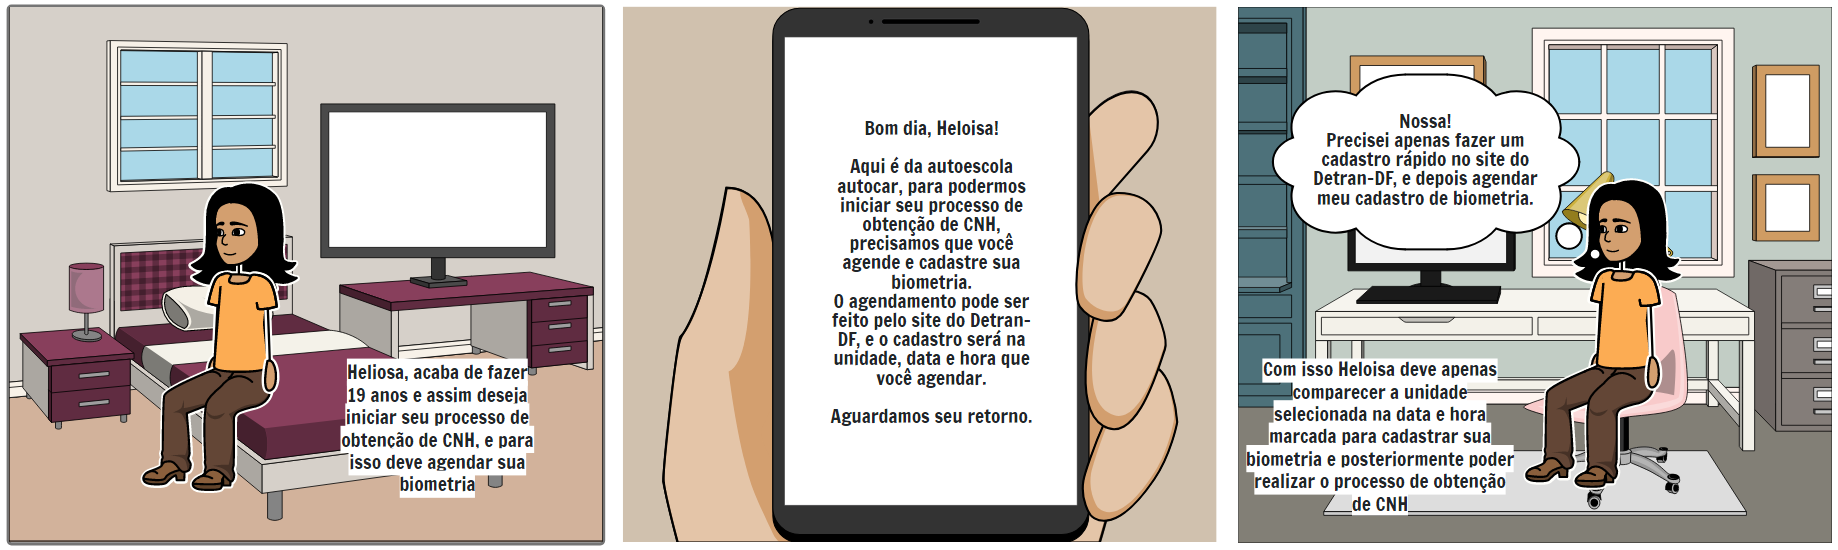 Heliosa, acaba de fazer
19 anos e assim deseja
iniciar seu processo de
obtenção de CNH, e para
isso deve agendar sua
biometria
Bom dia, Heloisa!
Aqui é da autoescola
autocar, para podermos
iniciar seu processo de
obtenção de CNH,
precisamos que você
agende e cadastre sua
biometria.
O agendamento pode ser
feito pelo site do Detran-
DF, e o cadastro será na
unidade, data e hora que
você agendar.
Aguardamos seu retorno.
Nossa!
Precisei apenas fazer um
cadastro rápido no site do
Detran-DF, e depois agendar
meu cadastro de biometria.
Com isso Heloisa deve apenas
comparecer a unidade
selecionada na data e hora
marcada para cadastrar sua
biometria e posteriormente poder
realizar o processo de obtenção
de CNH